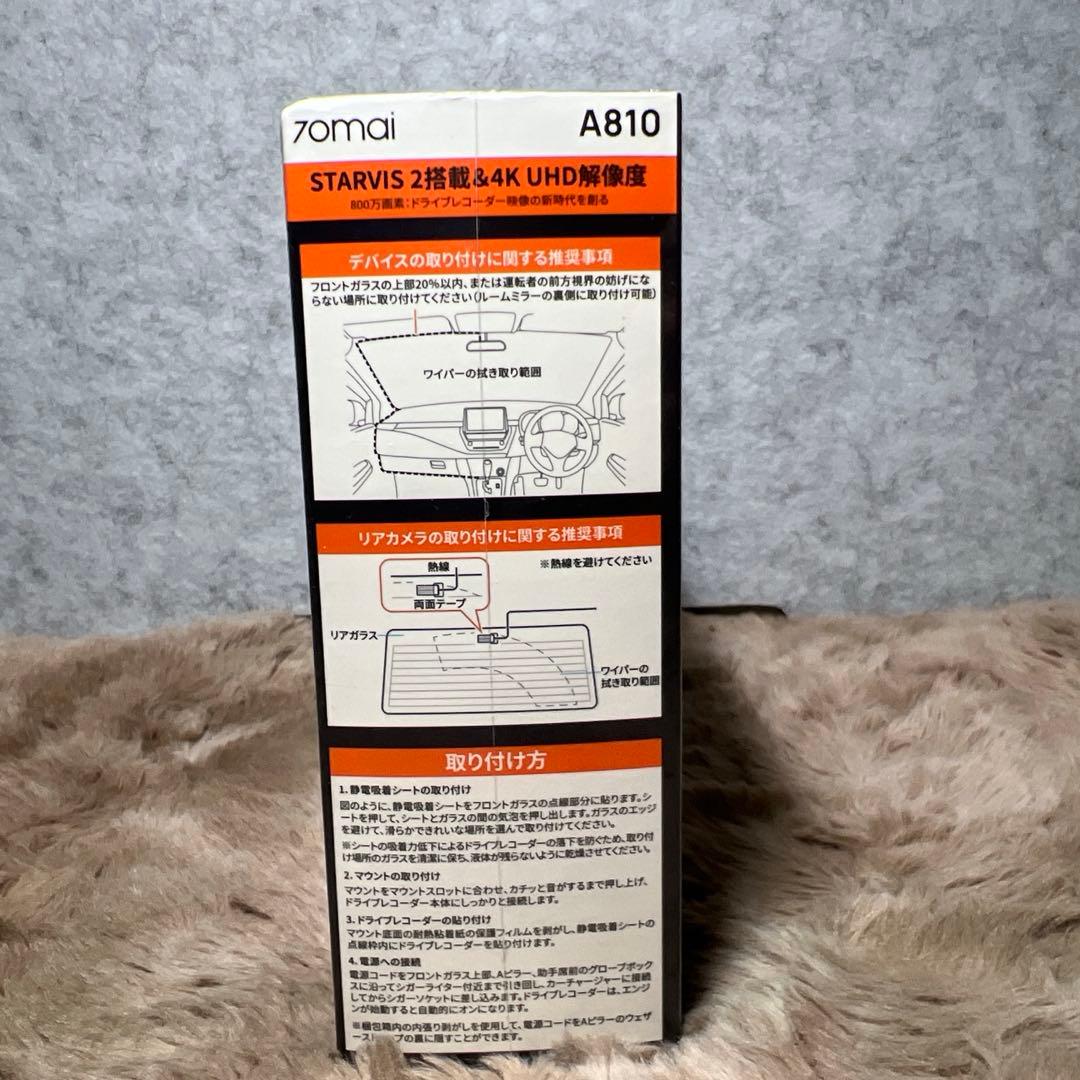 70mai
A810
STARVIS 2搭載&4K UHD解像度
800万画素：ドライブレコーダー映像の新時代を創る
デバイスの取り付けに関する推奨事項
フロントガラスの上部20%以内、または運転者の前方視界の妨げにな
らない場所に取り付けてください（ルームミラーの裏側に取り付け可能）
ワイパーの拭き取り範囲
リアカメラの取り付けに関する推奨事項
※熱線を避けてください
熱線
両面テープ
リアガラス
ワイパーの
拭き取り範囲
取り付け方
1. 静電吸着シートの取り付け
図のように、静電吸着シートをフロントガラスの点線部分に貼ります。シ
ートを押して、シートとガラスの間の気泡を押し出します。ガラスのエッジ
を避けて、滑らかできれいな場所を選んで取り付けてください。
※シートの吸着力低下によるドライブレコーダーの落下を防ぐため、取り付
け場所のガラスを清潔に保ち、液体が残らないように乾燥させてください。
2. マウントの取り付け
マウントをマウントスロットに合わせ、カチッと音がするまで押し上げ、
ドライブレコーダー本体にしっかりと接続します。
3. ドライブレコーダーの貼り付け
マウント底面の耐熱粘着紙の保護フィルムを剥がし、静電吸着シートの
点線枠内にドライブレコーダーを貼り付けます。
4. 電源への接続
電源コードをフロントガラス上部、Aピラー、助手席前のグローブボック
スに沿ってシガーライター付近まで引き回し、カーチャージャーに接続
してからシガーソケットに差し込みます。ドライブレコーダーは、エンジ
ンが始動すると自動的にオンになります。
※梱包箱内の内張り剥がしを使用して、電源コードをAピラーのウェザ
ースト プの裏に隠すことができます。